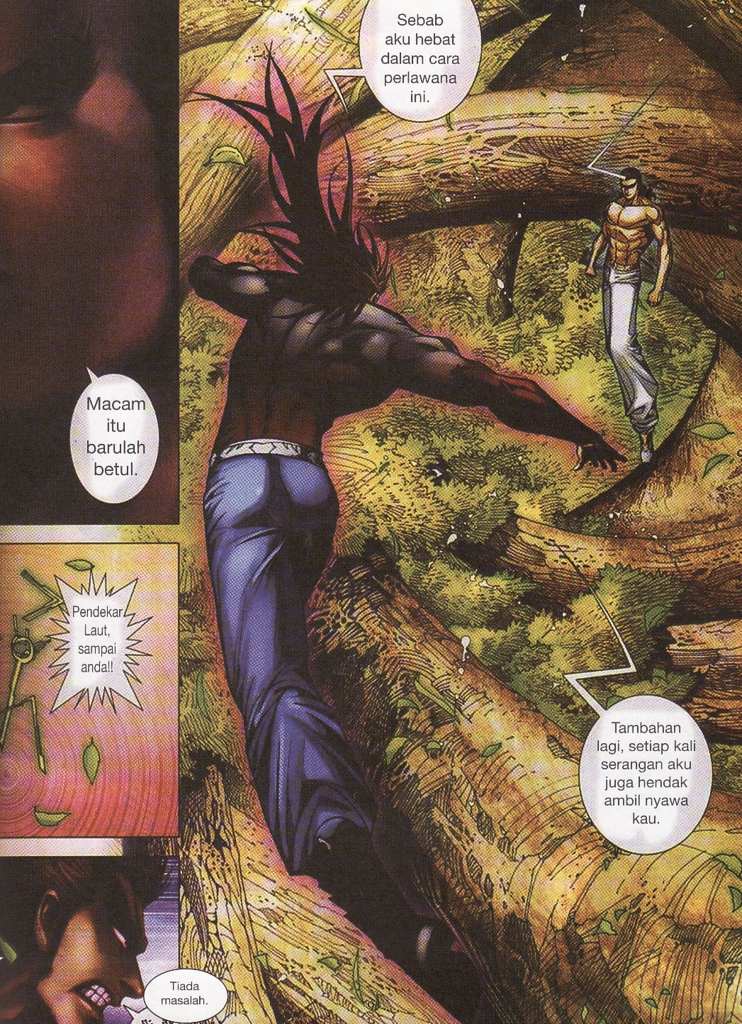 Sebab
aku hebat
dalam cara
perlawana
ini.
Macam
itu
barulah
betul.
Pendekar
Laut,
sampai
anda!!
Tambahan
lagi, setiap kali
serangan aku
juga hendak
ambil nyawa
kau.
Tiada
masalah.